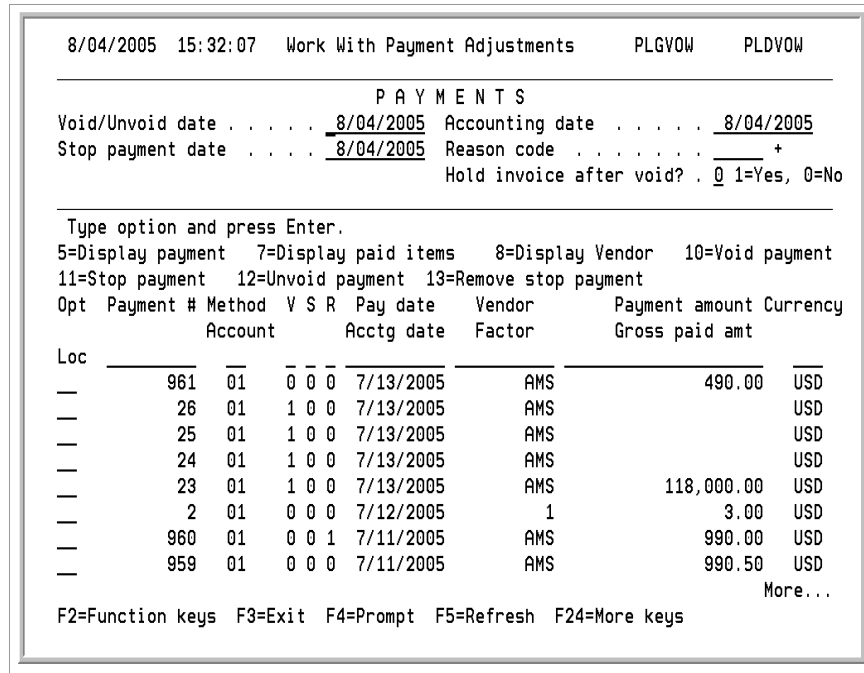 8/04/2005 15:32:07 Work With Payment Adjustments PLGVOW PLDVOW
P A Y M E N T S
Void/Unvoid date . . . . . 8/04/2005 Accounting date . . . . . 8/04/2005
Stop payment date . . . . 8/04/2005 Reason code . . . . . . . _____ +
Hold invoice after void? . 0 1=Yes, 0=No
Type option and press Enter.
5=Display payment 7=Display paid items 8=Display Vendor 10=Void payment
11=Stop payment 12=Unvoid payment 13=Remove stop payment
Opt Payment # Method V S R Pay date Vendor Payment amount Currency
Account Acctg date Factor Gross paid amt
Loc
961 01 0 0 0 7/13/2005 AMS 490.00 USD
26 01 1 0 0 7/13/2005 AMS USD
25 01 1 0 0 7/13/2005 AMS USD
24 01 1 0 0 7/13/2005 AMS USD
23 01 1 0 0 7/13/2005 AMS 118,000.00 USD
2 01 0 0 0 7/12/2005 1 3.00 USD
960 01 0 0 1 7/11/2005 AMS 990.00 USD
959 01 0 0 0 7/11/2005 AMS 990.50 USD
More...
F2=Function keys F3=Exit F4=Prompt F5=Refresh F24=More keys